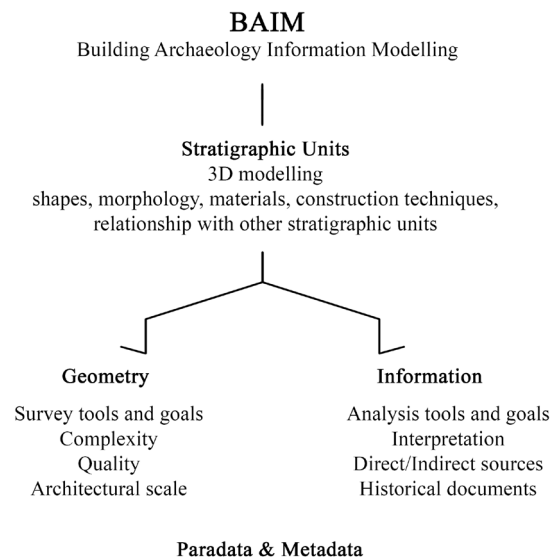 BAIM
Building Archaeology Information Modelling
Stratigraphic Units
3D modelling
shapes, morphology, materials, construction techniques,
relationship with other stratigraphic units
Geometry
Survey tools and goals
Complexity
Quality
Architectural scale
Information
Analysis tools and goals
Interpretation
Direct/Indirect sources
Historical documents
Paradata & Metadata